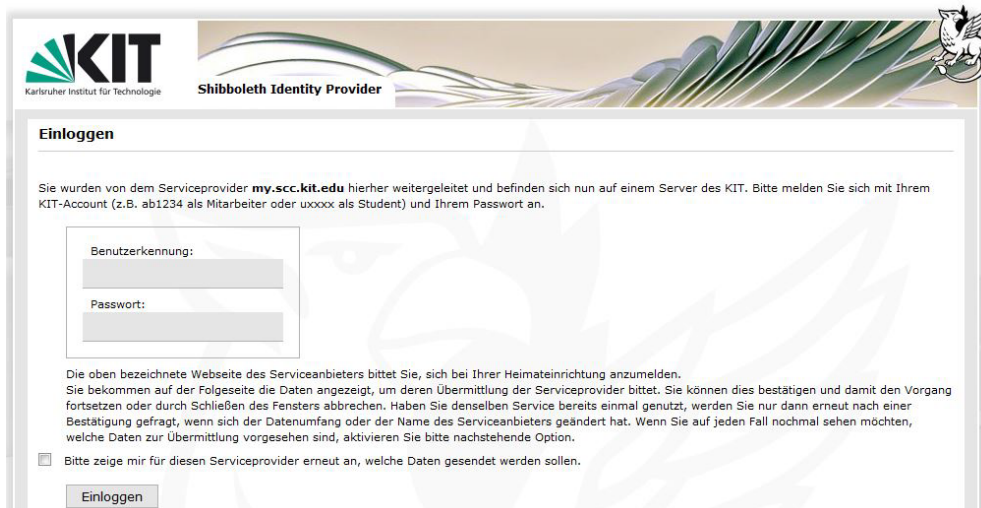 KIT
Karlsruher Institut für Technologie
Shibboleth Identity Provider
Einloggen
Sie wurden von dem Serviceprovider my.scc.kit.edu hierher weitergeleitet und befinden sich nun auf einem Server des KIT. Bitte melden Sie sich mit Ihrem
KIT-Account (z.B. ab1234 als Mitarbeiter oder uxxxx als Student) und Ihrem Passwort an.
Benutzerkennung:
Passwort:
Die oben bezeichnete Webseite des Serviceanbieters bittet Sie, sich bei Ihrer Heimateinrichtung anzumelden.
Sie bekommen auf der Folgeseite die Daten angezeigt, um deren Übermittlung der Serviceprovider bittet. Sie können dies bestätigen und damit den Vorgang
fortsetzen oder durch Schließen des Fensters abbrechen. Haben Sie denselben Service bereits einmal genutzt, werden Sie nur dann erneut nach einer
Bestätigung gefragt, wenn sich der Datenumfang oder der Name des Serviceanbieters geändert hat. Wenn Sie auf jeden Fall nochmal sehen möchten,
welche Daten zur Übermittlung vorgesehen sind, aktivieren Sie bitte nachstehende Option.
Bitte zeige mir für diesen Serviceprovider erneut an, welche Daten gesendet werden sollen.
Einloggen